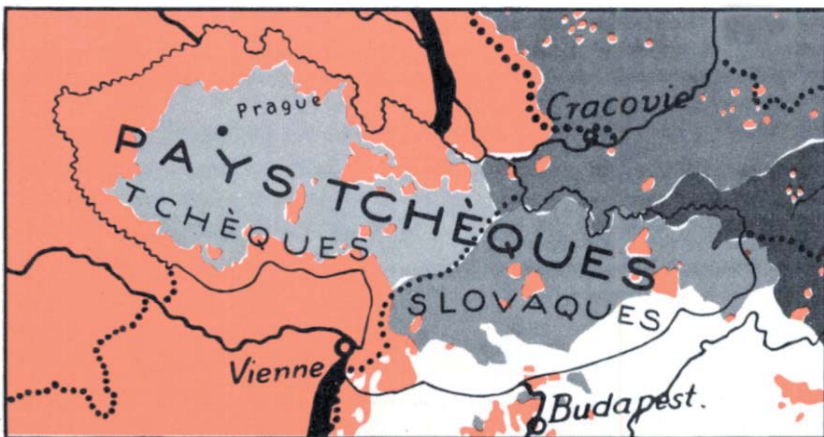 Prague
Cracovie
PAYS TCHÈQUES
TCHÈQUES
SLOVAQUES
Vienne
Budapest.